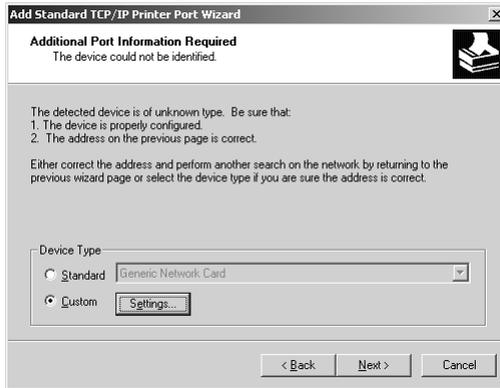 Add Standard TCP/IP Printer Port Wizard
Additional Port Information Required
The device could not be identified.
The detected device is of unknown type. Be sure that:
1. The device is properly configured.
2. The address on the previous page is correct.
Either correct the address and perform another search on the network by returning to the
previous wizard page or select the device type if you are sure the address is correct.
Device Type
Standard Generic Network Card
Custom Settings...
< Back Next > Cancel